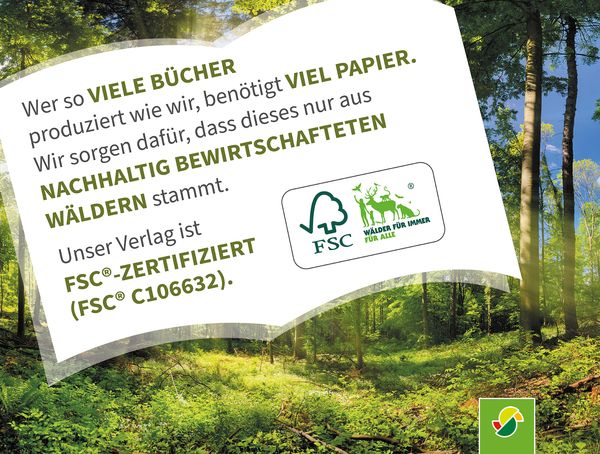 Wer so VIELE BÜCHER
produziert wie wir, benötigt VIEL PAPIER.
Wir sorgen dafür, dass dieses nur aus
NACHHALTIG BEWIRTSCHAFTETEN
WÄLDERN stammt.
Unser Verlag ist
FSC®-ZERTIFIZIERT
(FSC® C106632).
FSC
®
WÄLDER FÜR IMMER
FÜR ALLE